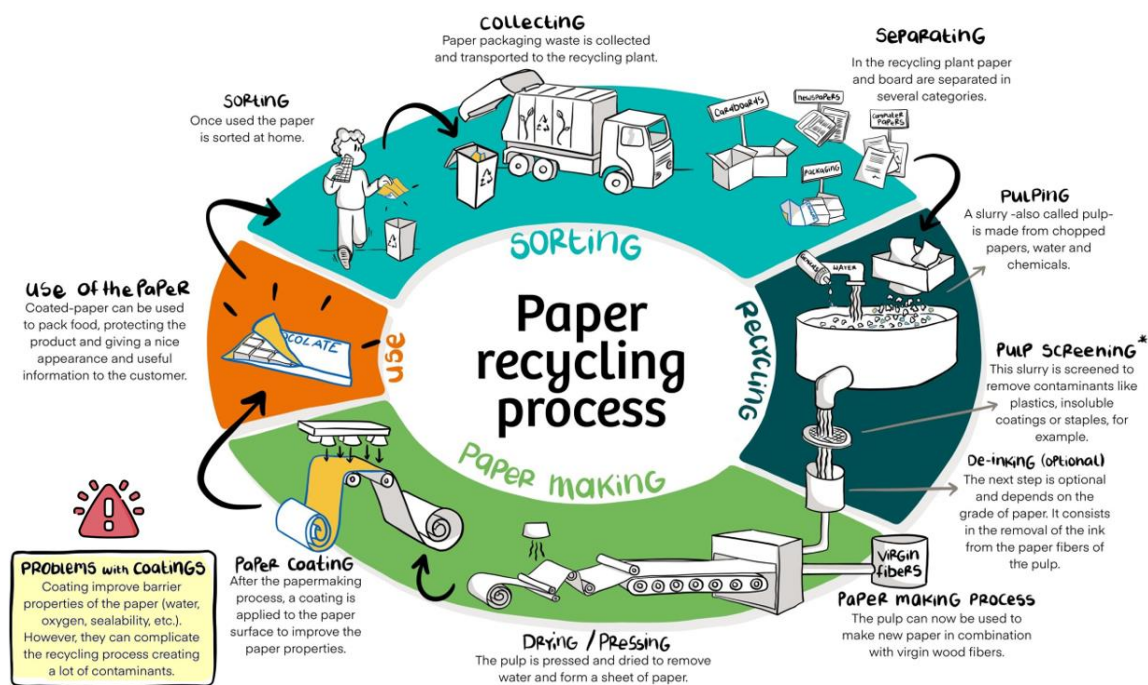 COLLECTING
Paper packaging waste is collected
and transported to the recycling plant.
SEPARATING
In the recycling plant paper
and board are separated in
several categories.
SORTING
Once used the paper
is sorted at home.
CARDBOARDS
NEWSPAPERS
COMPUTER
PAPERS
PACKAGING
PULPING
A slurry -also called pulp-
is made from chopped
papers, water and
chemicals.
SORTING
WATER
USE OF THE PAPER
Coated-paper can be used
to pack food, protecting the
product and giving a nice
appearance and useful
information to the customer.
COLATE
USE
Paper
recycling
process
RECYCLING
PULP SCREENING*
This slurry is screened to
remove contaminants like
plastics, insoluble
coatings or staples, for
example.
PAPER MAKING
DE-INKING (OPTIONAL)
The next step is optional
and depends on the
grade of paper. It consists
in the removal of the ink
from the paper fibers of
the pulp.
VIRGIN
FIBERS
PROBLEMS with COATINGS
Coating improve barrier
properties of the paper (water,
oxygen, sealability, etc.).
However, they can complicate
the recycling process creating
a lot of contaminants.
PAPER COATING
After the papermaking
process, a coating is
applied to the paper
surface to improve the
paper properties.
DRYING / PRESSING
The pulp is pressed and dried to remove
water and form a sheet of paper.
PAPER MAKING PROCESS
The pulp can now be used to
make new paper in combination
with virgin wood fibers.